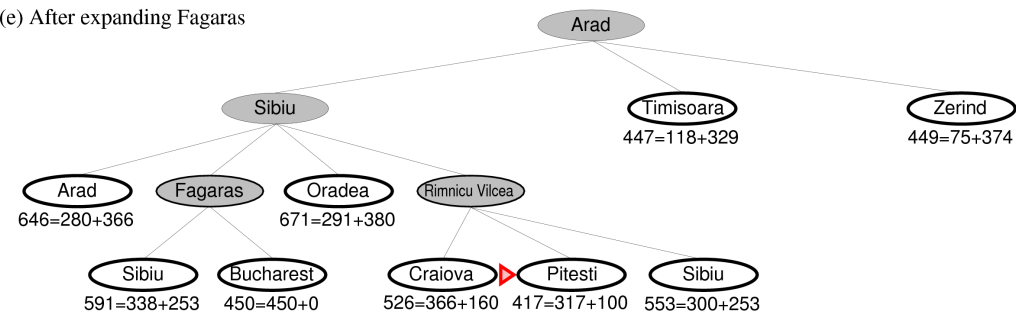 (e) After expanding Fagaras
Arad
Sibiu
Timisoara
Zerind
447=118+329
449=75+374
Arad
Fagaras
Oradea
Rimnicu Vilcea
646=280+366
671=291+380
Sibiu
Bucharest
Craiova
Pitesti
Sibiu
591=338+253
450=450+0
526=366+160
417=317+100
553=300+253